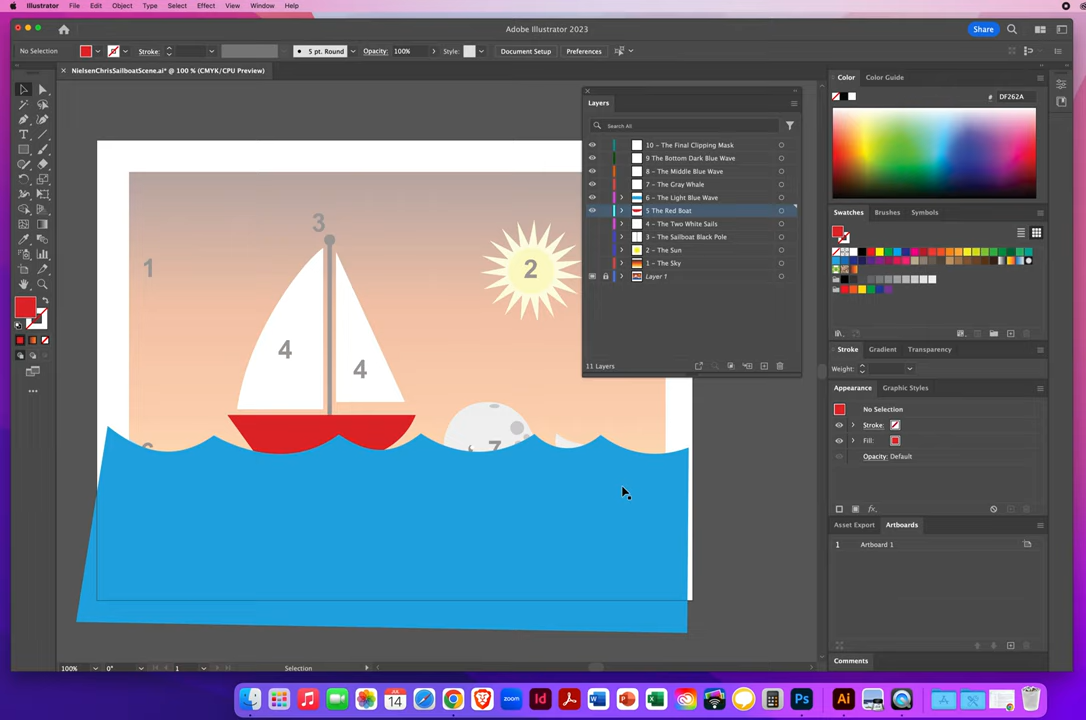 Illustrator File Edit Object Type Select Effect View Window Help
Adobe Illustrator 2023
Share
No Selection Stroke: 5 pt. Round Opacity: 100% Style: Document Setup Preferences
NielsenChrisSailboatScene.ai* @ 100 % (CMYK/CPU Preview)
Layers
Search All
10 - The Final Clipping Mask
9 The Bottom Dark Blue Wave
8 - The Middle Blue Wave
7 - The Gray Whale
6 - The Light Blue Wave
5 The Red Boat
4 - The Two White Sails
3 - The Sailboat Black Pole
2 - The Sun
1 - The Sky
Layer 1
11 Layers
3
1
2
4
4
7
Color Color Guide
# DF262A
Swatches Brushes Symbols
Stroke Gradient Transparency
Weight:
Appearance Graphic Styles
No Selection
Stroke:
Fill:
Opacity: Default
Asset Export Artboards
1 Artboard 1
Comments
100% 0° 1 Selection
JUL
14
zoom
Id
W
P
X
Ps
Ai